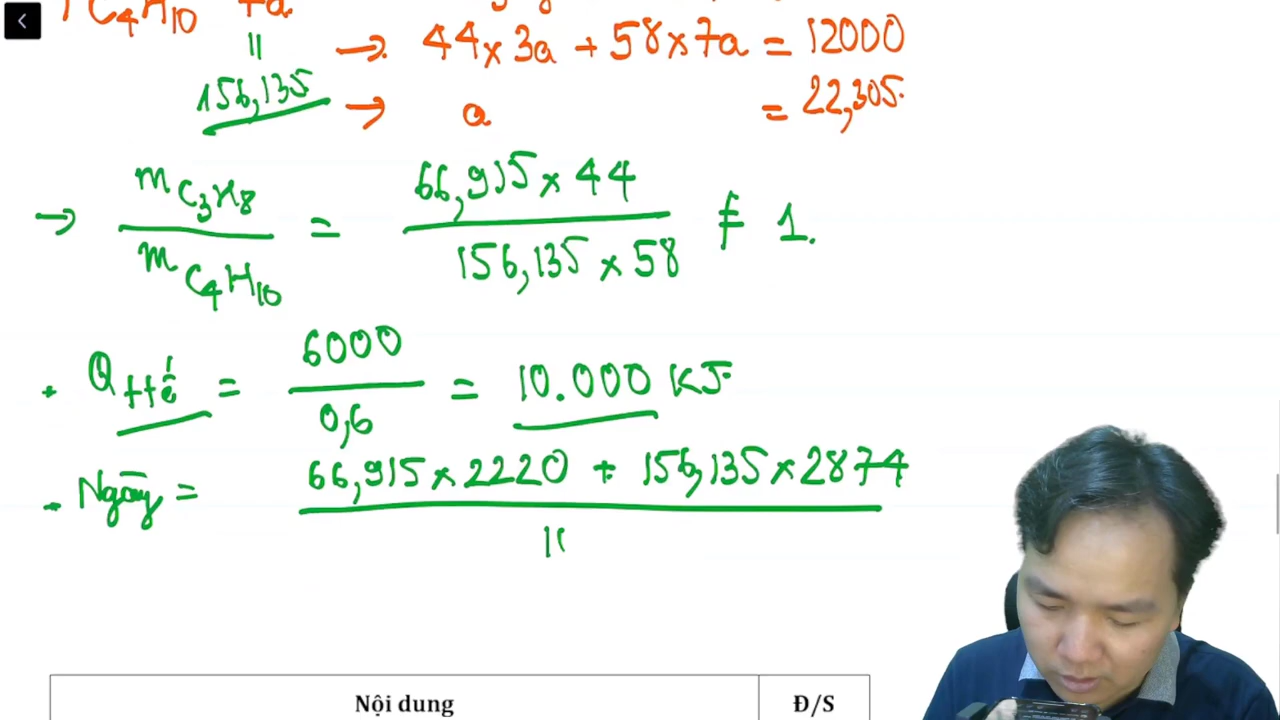 C₄H₁₀ 7a
11 → 44 x 3a + 58 x 7a = 12000
156,135 → a = 22,305.
→ mC₃H₈ / mC₄H₁₀ = 66,915 x 44 / 156,135 x 58 ≠ 1.
• Qttế = 6000 / 0,6 = 10.000 KJ
• Ngày = 66,915 x 2220 + 156,135 x 2874
Nội dung Đ/S